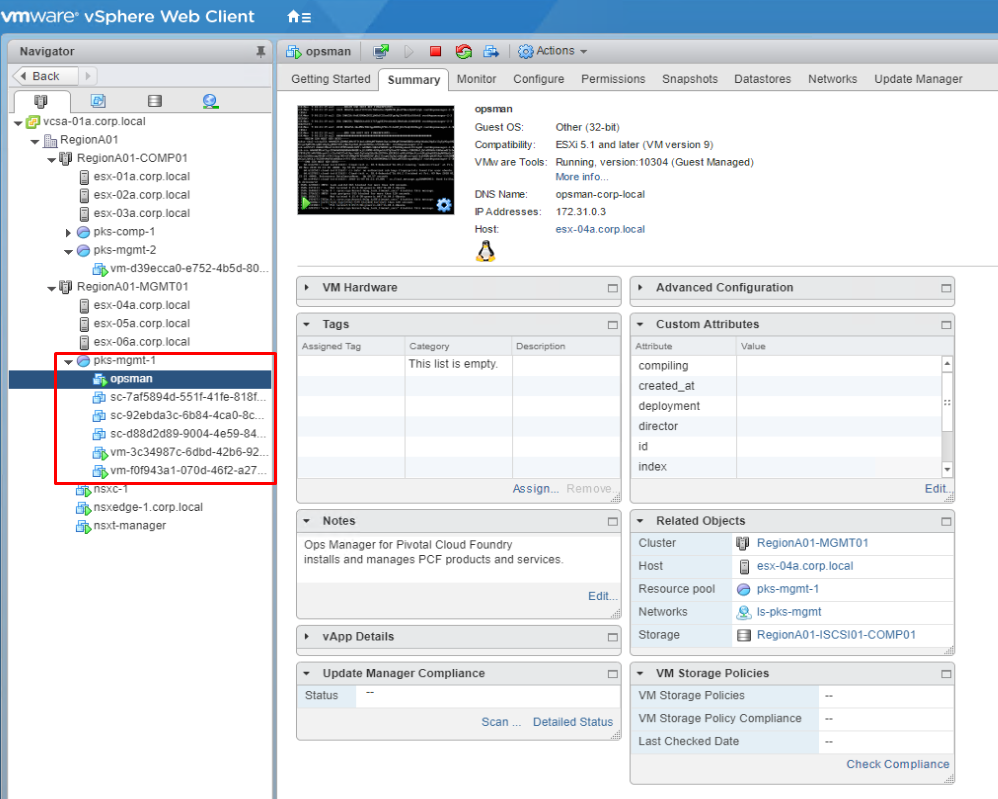 vmware® vSphere Web Client
Navigator
Back
vcsa-01a.corp.local
RegionA01
RegionA01-COMP01
esx-01a.corp.local
esx-02a.corp.local
esx-03a.corp.local
pks-comp-1
pks-mgmt-2
vm-d39ecca0-e752-4b5d-80...
RegionA01-MGMT01
esx-04a.corp.local
esx-05a.corp.local
esx-06a.corp.local
pks-mgmt-1
opsman
sc-7af5894d-551f-41fe-818f...
sc-92ebda3c-6b84-4ca0-8c...
sc-d88d2d89-9004-4e59-84...
vm-3c34987c-6dbd-42b6-92...
vm-f0f943a1-070d-46f2-a27...
nsxc-1
nsxedge-1.corp.local
nsxt-manager
opsman Actions
Getting Started Summary Monitor Configure Permissions Snapshots Datastores Networks Update Manager
opsman
Guest OS: Other (32-bit)
Compatibility: ESXi 5.1 and later (VM version 9)
VMware Tools: Running, version:10304 (Guest Managed)
More info...
DNS Name: opsman-corp-local
IP Addresses: 172.31.0.3
Host: esx-04a.corp.local
VM Hardware
Tags
Assigned Tag Category Description
This list is empty.
Assign... Remove...
Notes
Ops Manager for Pivotal Cloud Foundry
installs and manages PCF products and services.
Edit...
vApp Details
Update Manager Compliance
Status --
Scan ... Detailed Status
Advanced Configuration
Custom Attributes
Attribute Value
compiling
created_at
deployment
director
id
index
Edit...
Related Objects
Cluster RegionA01-MGMT01
Host esx-04a.corp.local
Resource pool pks-mgmt-1
Networks ls-pks-mgmt
Storage RegionA01-ISCSI01-COMP01
VM Storage Policies
VM Storage Policies --
VM Storage Policy Compliance --
Last Checked Date --
Check Compliance